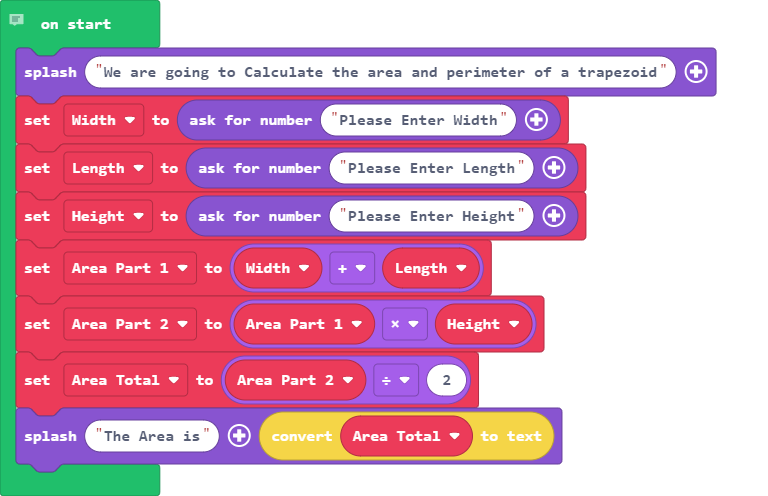 on start
splash "We are going to Calculate the area and perimeter of a trapezoid"
set Width to ask for number "Please Enter Width"
set Length to ask for number "Please Enter Length"
set Height to ask for number "Please Enter Height"
set Area Part 1 to Width + Length
set Area Part 2 to Area Part 1 × Height
set Area Total to Area Part 2 ÷ 2
splash "The Area is" convert Area Total to text